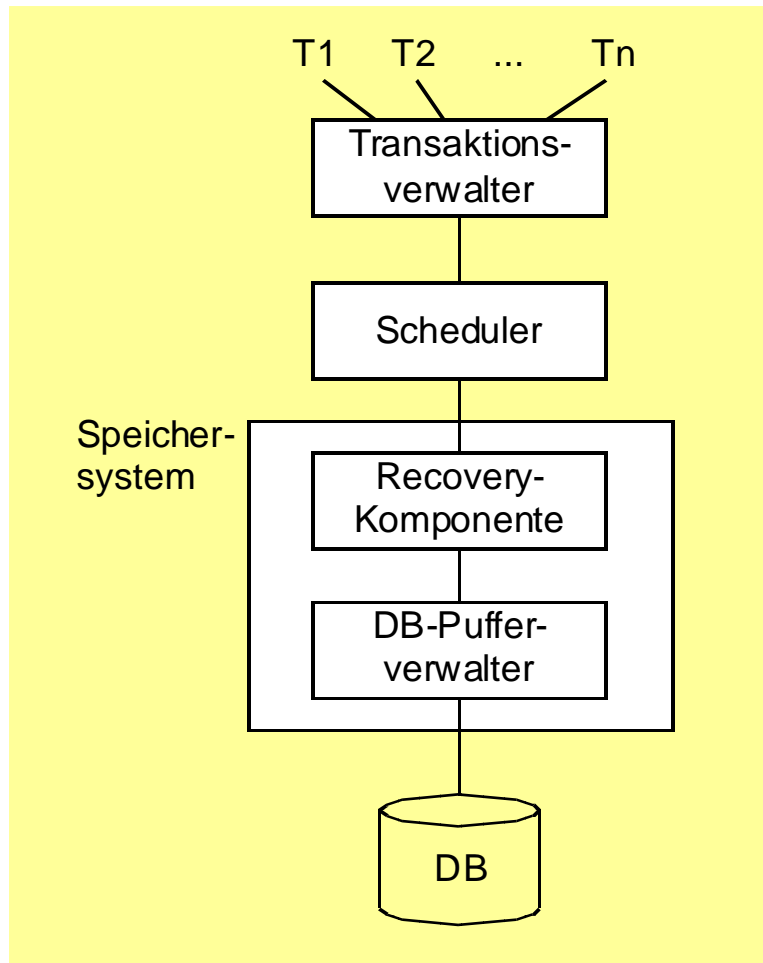 T1 T2 ... Tn
Transaktions-
verwalter
Scheduler
Speicher-
system
Recovery-
Komponente
DB-Puffer-
verwalter
DB